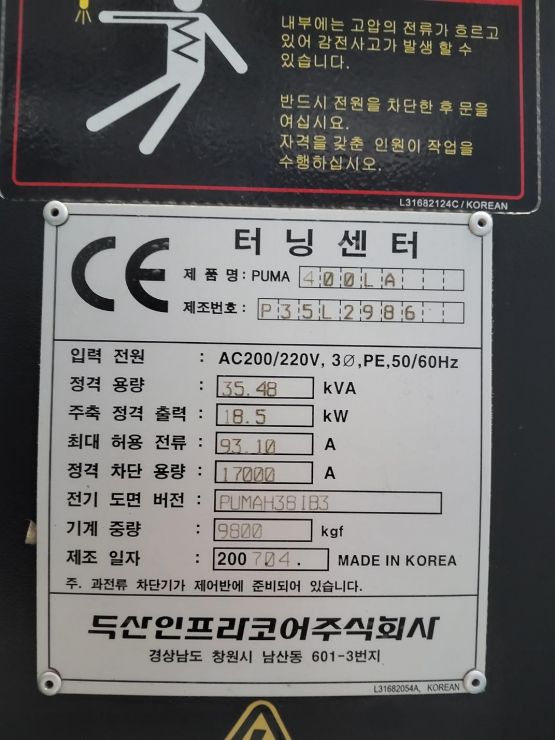 내부에는 고압의 전류가 흐르고
있어 감전사고가 발생할 수
있습니다.
반드시 전원을 차단한 후 문을
여십시요.
자격을 갖춘 인원이 작업을
수행하십시오.
L31682124C / KOREAN
CE
터닝센터
제 품 명 : PUMA 400LA
제조번호 : P35L2986
입력 전원 : AC200/220V, 3∅,PE,50/60Hz
정격 용량 : 35.48 kVA
주축 정격 출력 : 18.5 kW
최대 허용 전류 : 93.10 A
정격 차단 용량 : 17000 A
전기 도면 버전 : PUMAH381B3
기계 중량 : 9800 kgf
제조 일자 : 200704. MADE IN KOREA
주. 과전류 차단기가 제어반에 준비되어 있습니다.
두산인프라코어주식회사
경상남도 창원시 남산동 601-3번지
L31682054A, KOREAN